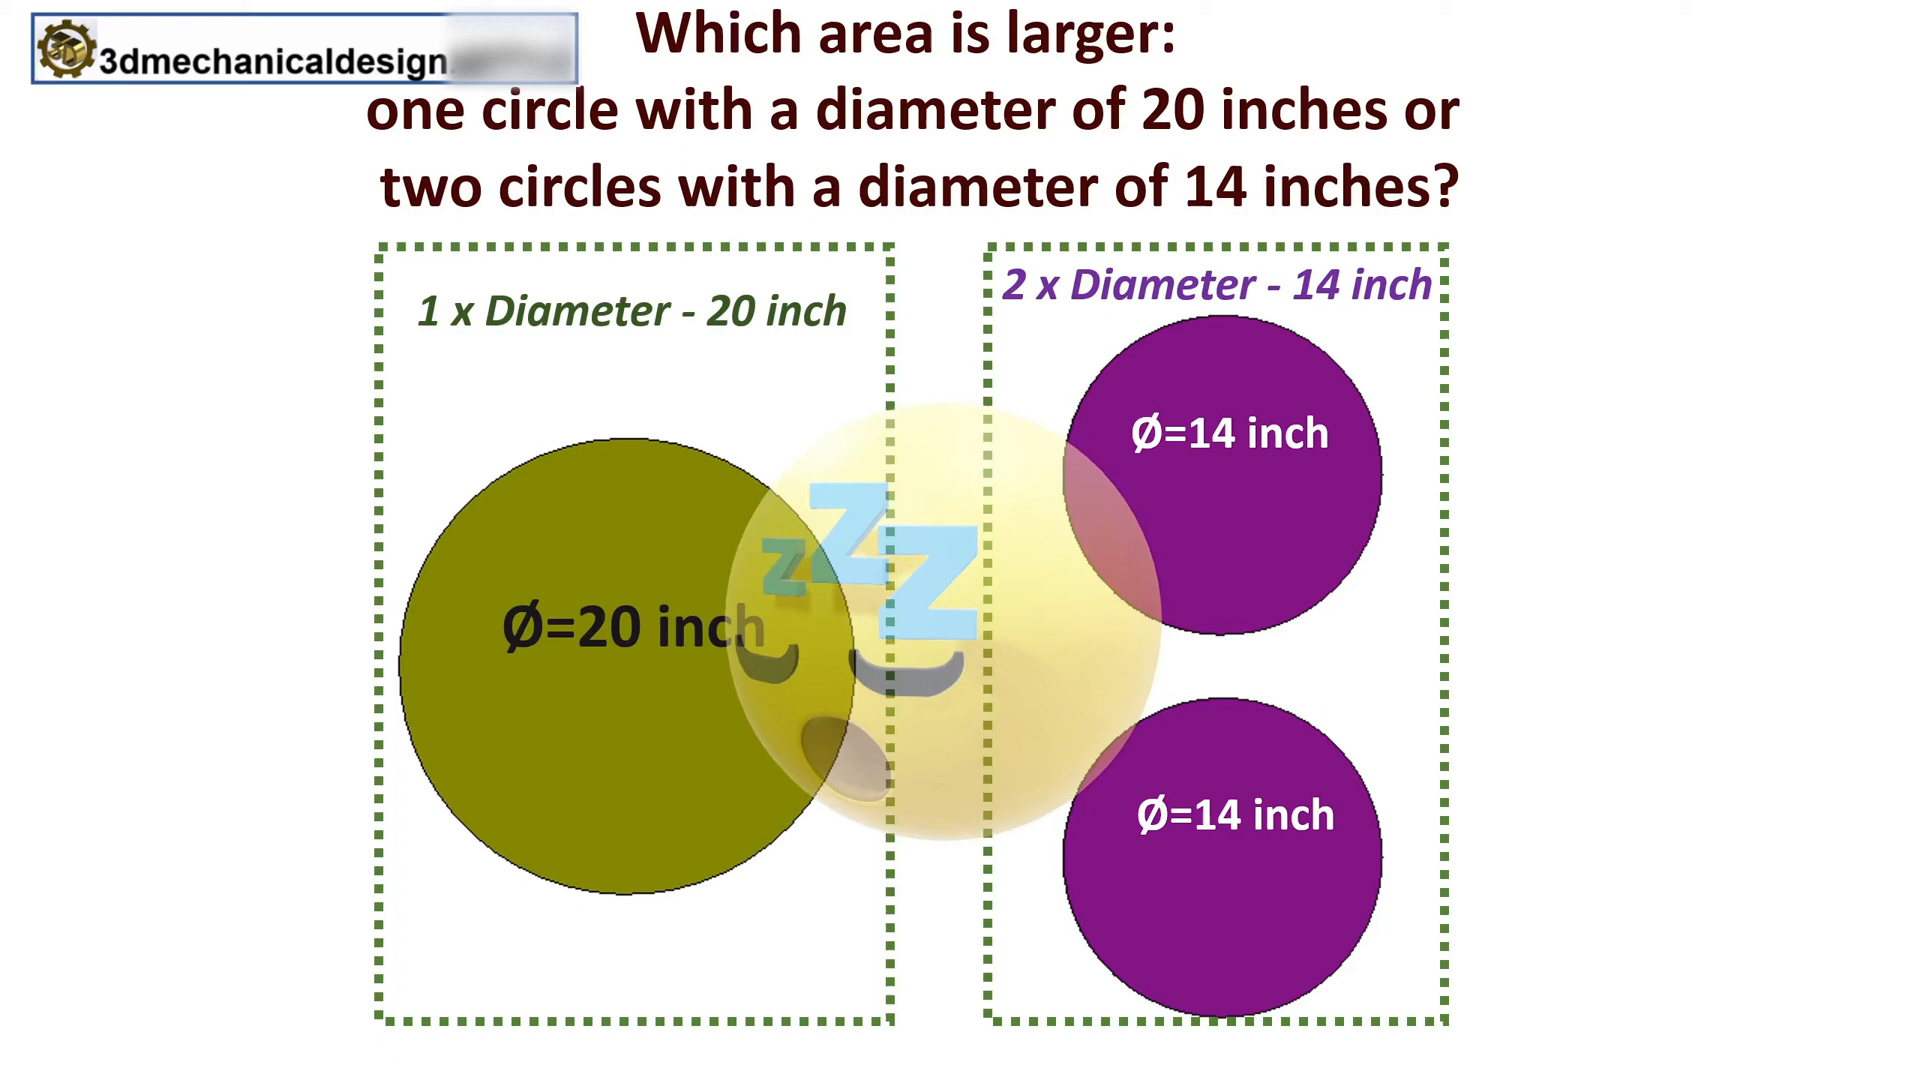 3dmechanicaldesign.
Which area is larger:
one circle with a diameter of 20 inches or
two circles with a diameter of 14 inches?
1 x Diameter - 20 inch
2 x Diameter - 14 inch
Ø=14 inch
z Z Z
Ø=20 inch
Ø=14 inch